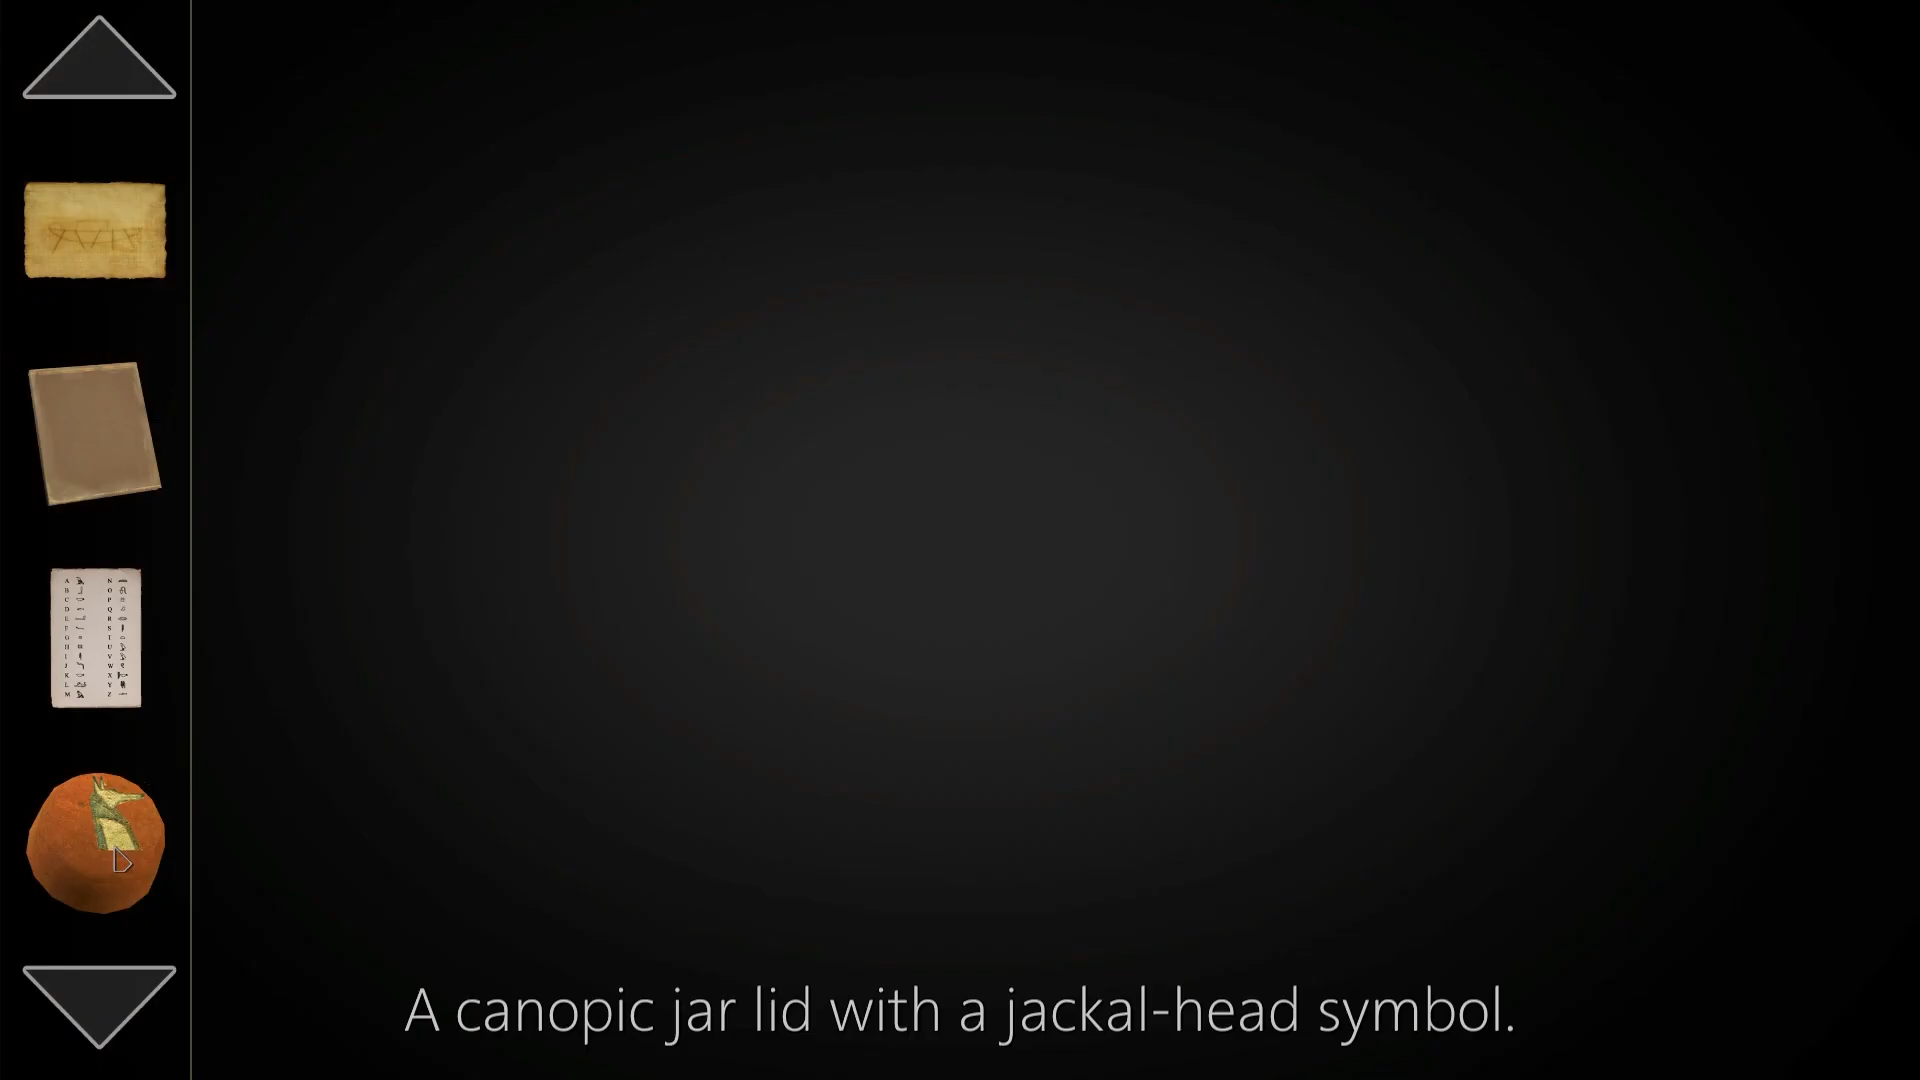 A N
B O
C P
D Q
E R
F S
G T
H U
I V
J W
K X
L Y
M Z
A canopic jar lid with a jackal-head symbol.